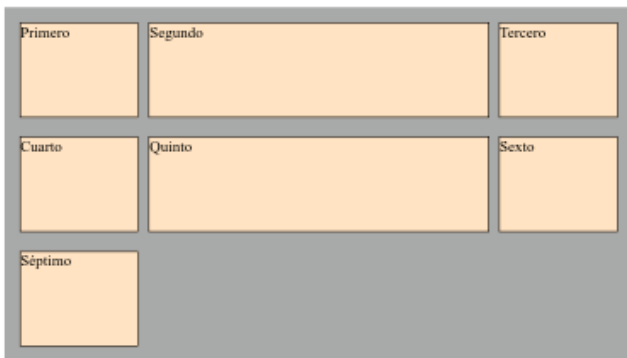 Primero
Segundo
Tercero
Cuarto
Quinto
Sexto
Séptimo